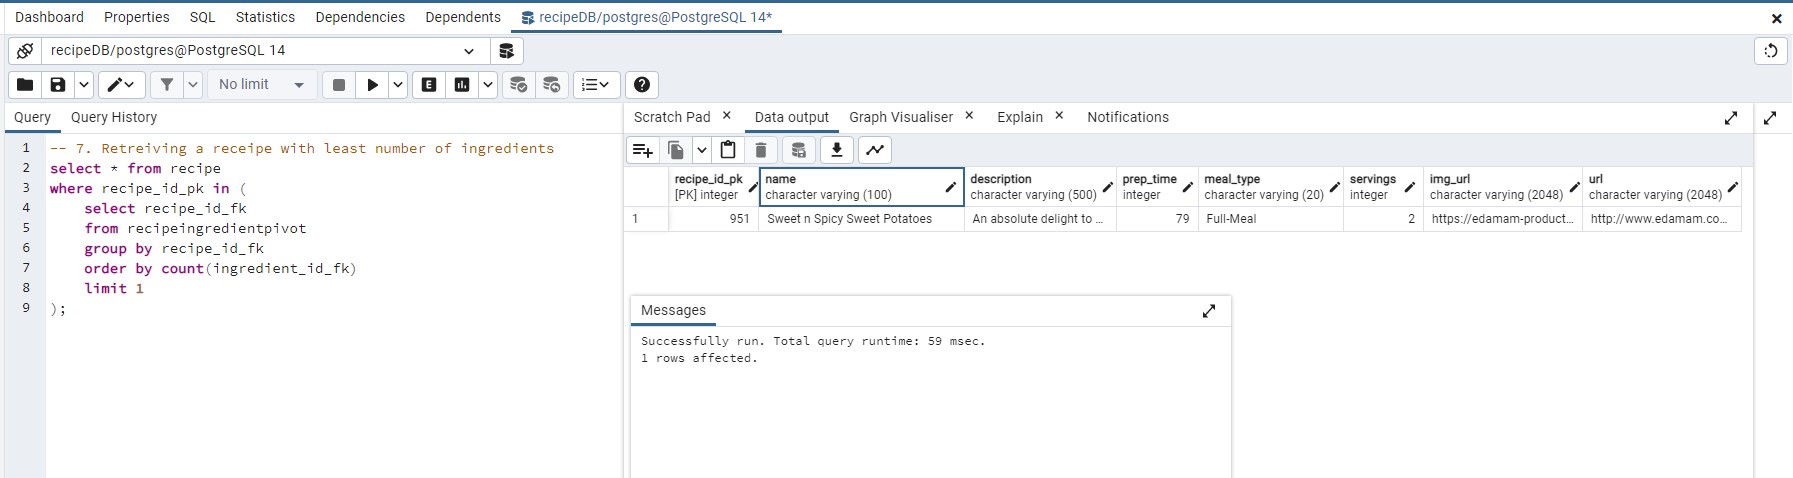 Dashboard Properties SQL Statistics Dependencies Dependents recipeDB/postgres@PostgreSQL 14*
recipeDB/postgres@PostgreSQL 14
No limit
Query Query History
1 -- 7. Retreiving a receipe with least number of ingredients
2 select * from recipe
3 where recipe_id_pk in (
4 select recipe_id_fk
5 from recipeingredientpivot
6 group by recipe_id_fk
7 order by count(ingredient_id_fk)
8 limit 1
9 );
Scratch Pad Data output Graph Visualiser Explain Notifications
recipe_id_pk name description prep_time meal_type servings img_url url
[PK] integer character varying (100) character varying (500) integer character varying (20) integer character varying (2048) character varying (2048)
1 951 Sweet n Spicy Sweet Potatoes An absolute delight to ... 79 Full-Meal 2 https://edamam-product... http://www.edamam.co...
Messages
Successfully run. Total query runtime: 59 msec.
1 rows affected.